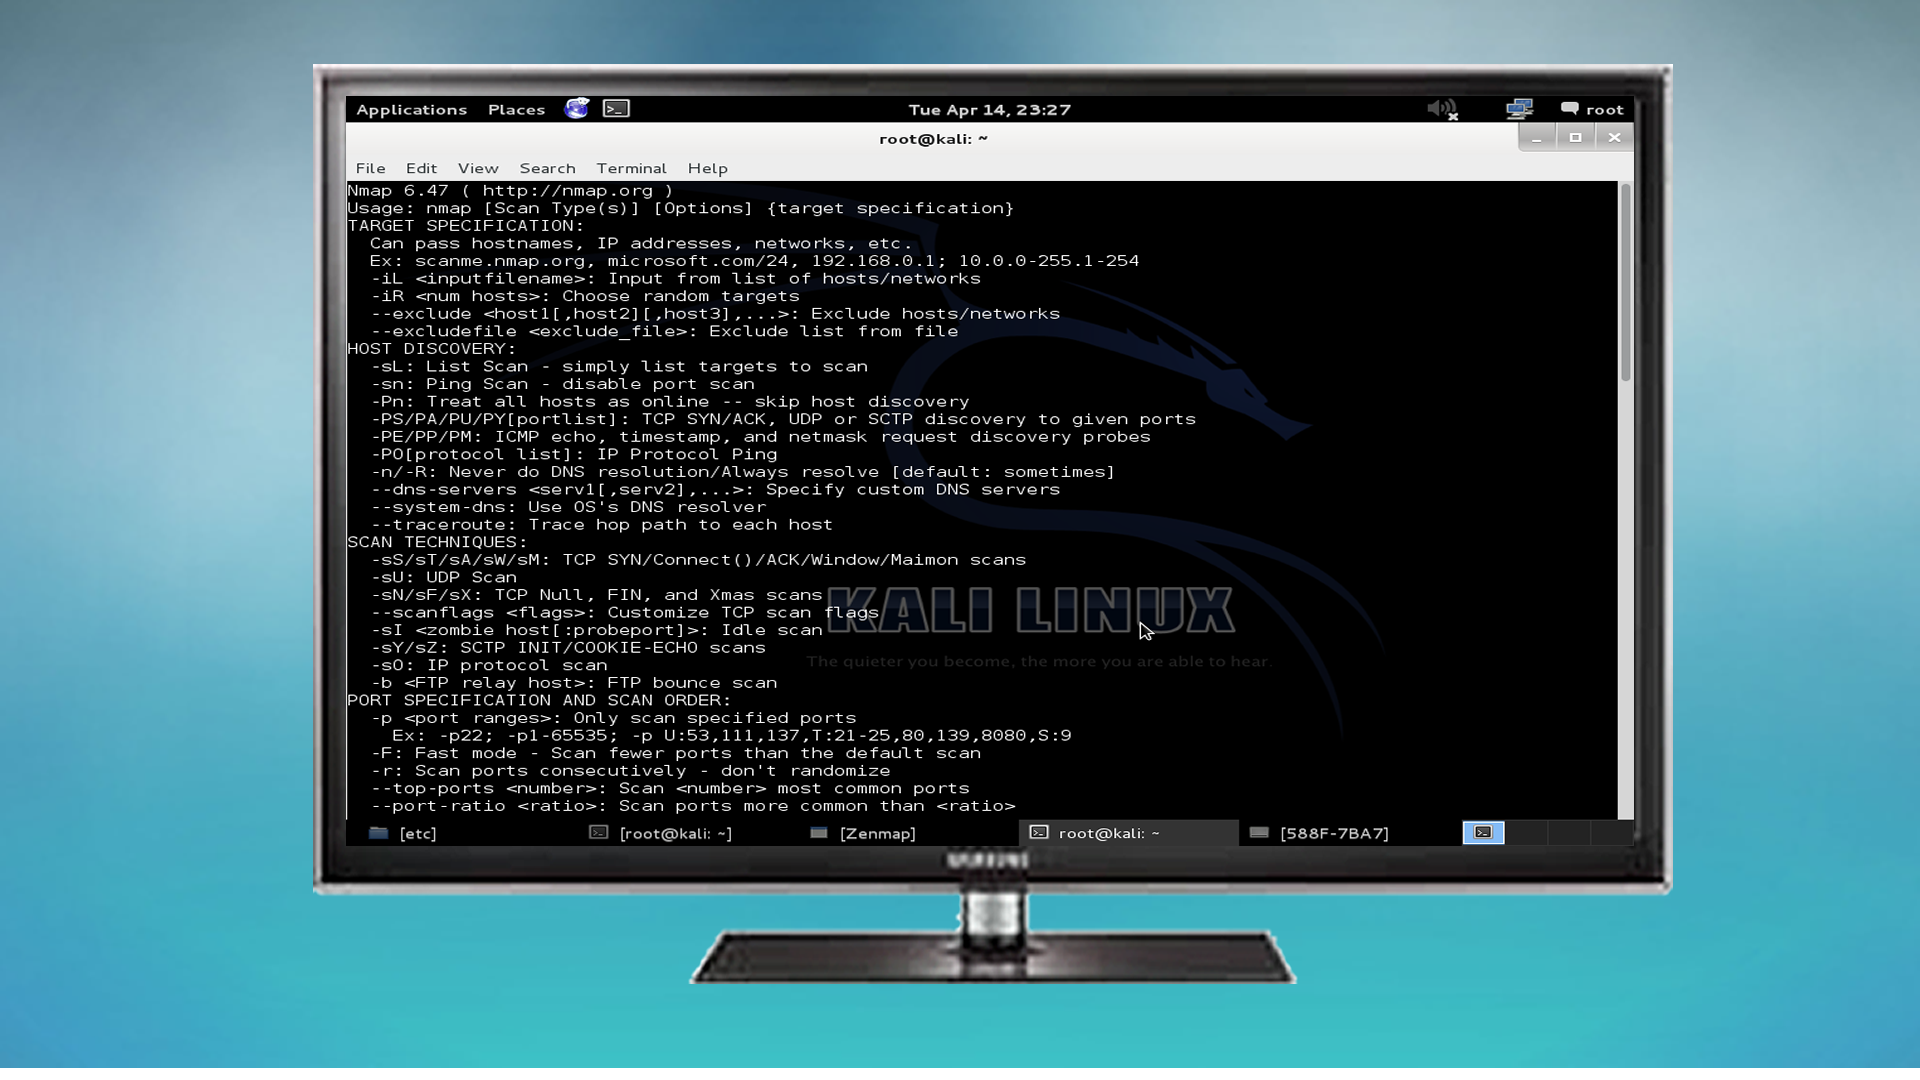 Applications Places Tue Apr 14, 23:27 root
root@kali: ~
File Edit View Search Terminal Help
Nmap 6.47 ( http://nmap.org )
Usage: nmap [Scan Type(s)] [Options] {target specification}
TARGET SPECIFICATION:
  Can pass hostnames, IP addresses, networks, etc.
  Ex: scanme.nmap.org, microsoft.com/24, 192.168.0.1; 10.0.0-255.1-254
  -iL <inputfilename>: Input from list of hosts/networks
  -iR <num hosts>: Choose random targets
  --exclude <host1[,host2][,host3],...>: Exclude hosts/networks
  --excludefile <exclude_file>: Exclude list from file
HOST DISCOVERY:
  -sL: List Scan - simply list targets to scan
  -sn: Ping Scan - disable port scan
  -Pn: Treat all hosts as online -- skip host discovery
  -PS/PA/PU/PY[portlist]: TCP SYN/ACK, UDP or SCTP discovery to given ports
  -PE/PP/PM: ICMP echo, timestamp, and netmask request discovery probes
  -PO[protocol list]: IP Protocol Ping
  -n/-R: Never do DNS resolution/Always resolve [default: sometimes]
  --dns-servers <serv1[,serv2],...>: Specify custom DNS servers
  --system-dns: Use OS's DNS resolver
  --traceroute: Trace hop path to each host
SCAN TECHNIQUES:
  -sS/sT/sA/sW/sM: TCP SYN/Connect()/ACK/Window/Maimon scans
  -sU: UDP Scan
  -sN/sF/sX: TCP Null, FIN, and Xmas scans
  --scanflags <flags>: Customize TCP scan flags
  -sI <zombie host[:probeport]>: Idle scan
  -sY/sZ: SCTP INIT/COOKIE-ECHO scans
  -sO: IP protocol scan
  -b <FTP relay host>: FTP bounce scan
PORT SPECIFICATION AND SCAN ORDER:
  -p <port ranges>: Only scan specified ports
    Ex: -p22; -p1-65535; -p U:53,111,137,T:21-25,80,139,8080,S:9
  -F: Fast mode - Scan fewer ports than the default scan
  -r: Scan ports consecutively - don't randomize
  --top-ports <number>: Scan <number> most common ports
  --port-ratio <ratio>: Scan ports more common than <ratio>
KALI LINUX
The quieter you become, the more you are able to hear.
[etc] [root@kali: ~] [Zenmap] root@kali: ~ [588F-7BA7]
SAMSUNG